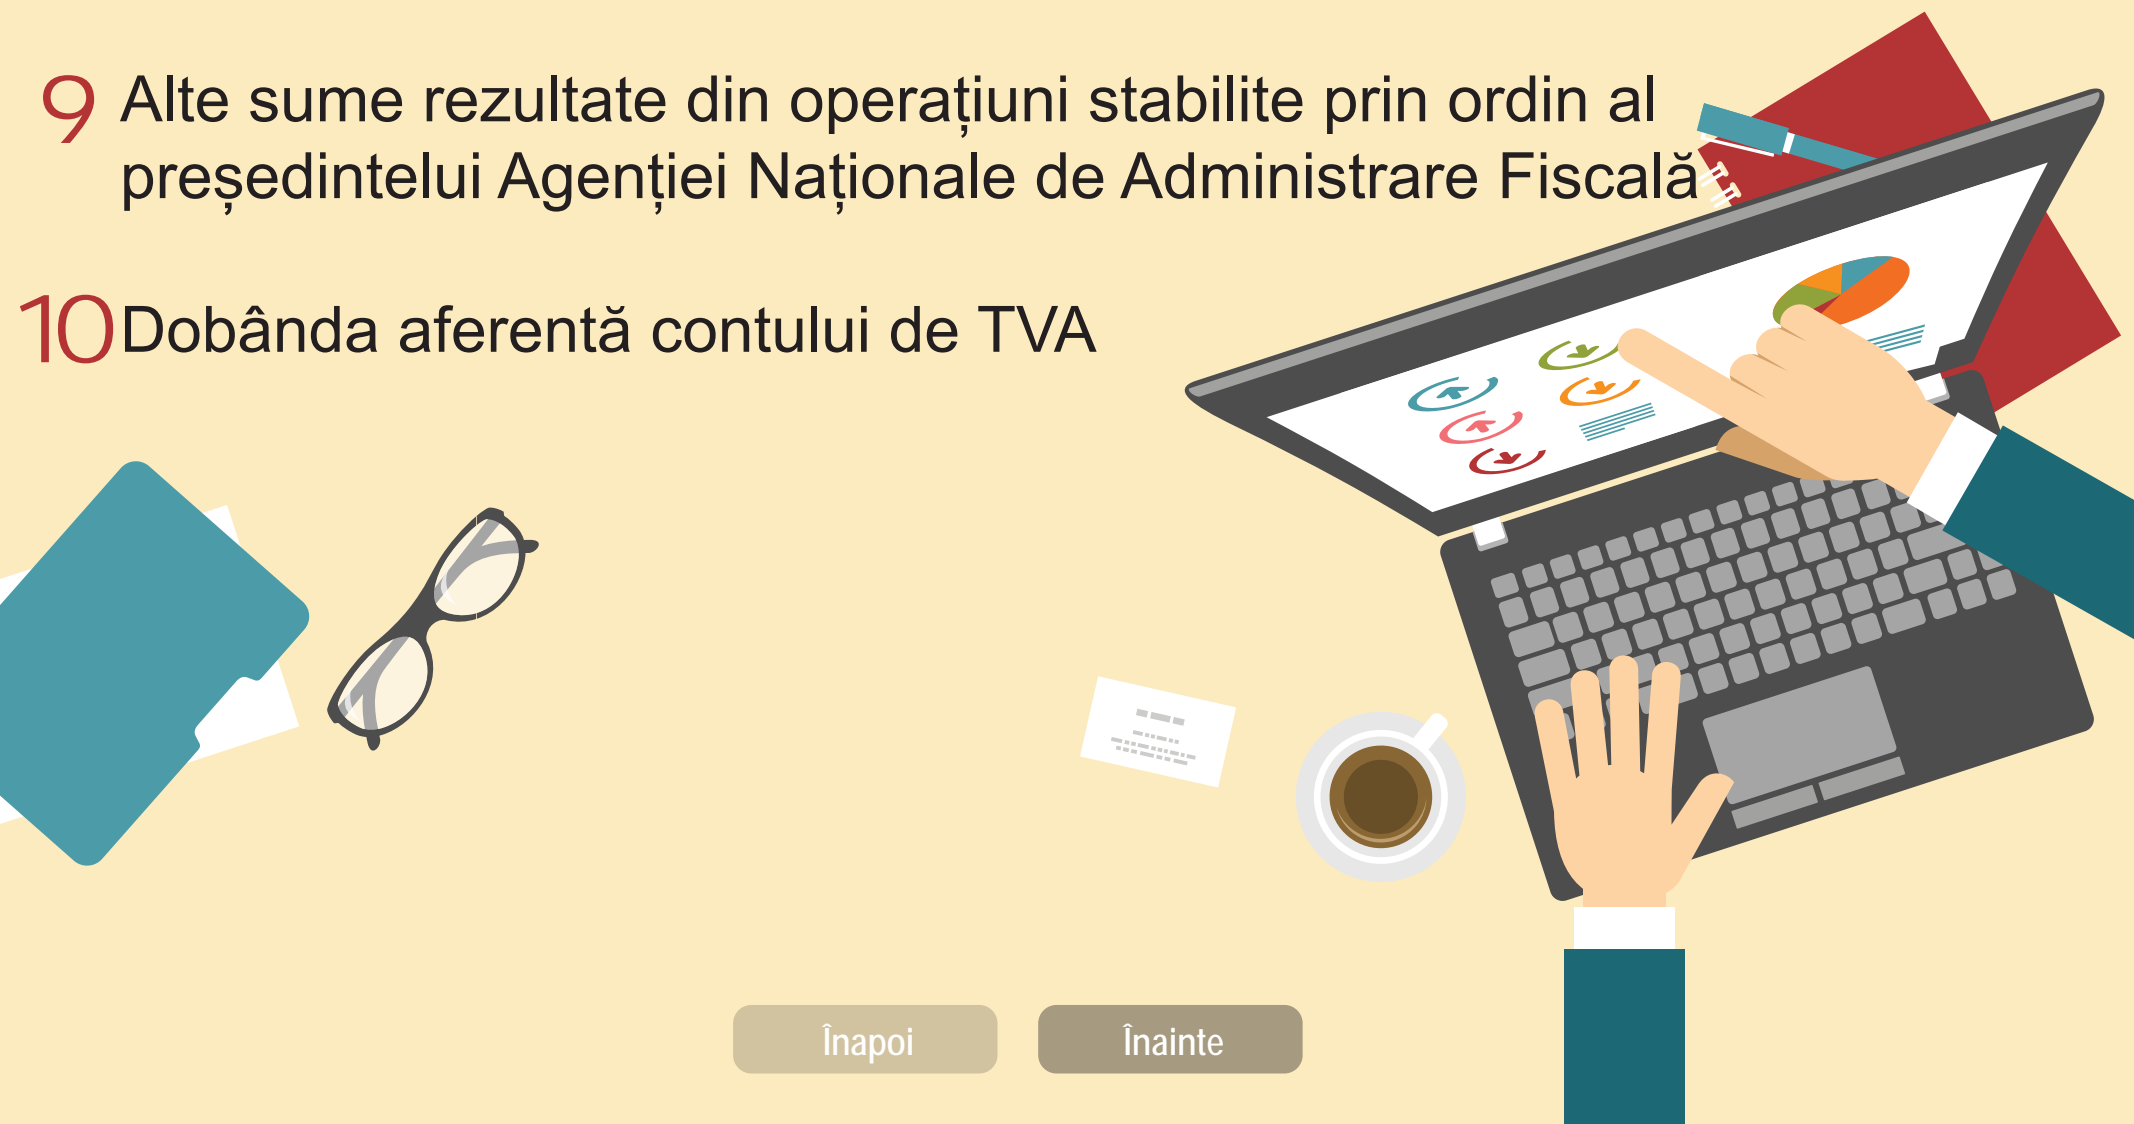 9 Alte sume rezultate din operațiuni stabilite prin ordin al
președintelui Agenției Naționale de Administrare Fiscală
10 Dobânda aferentă contului de TVA
Înapoi
Înainte